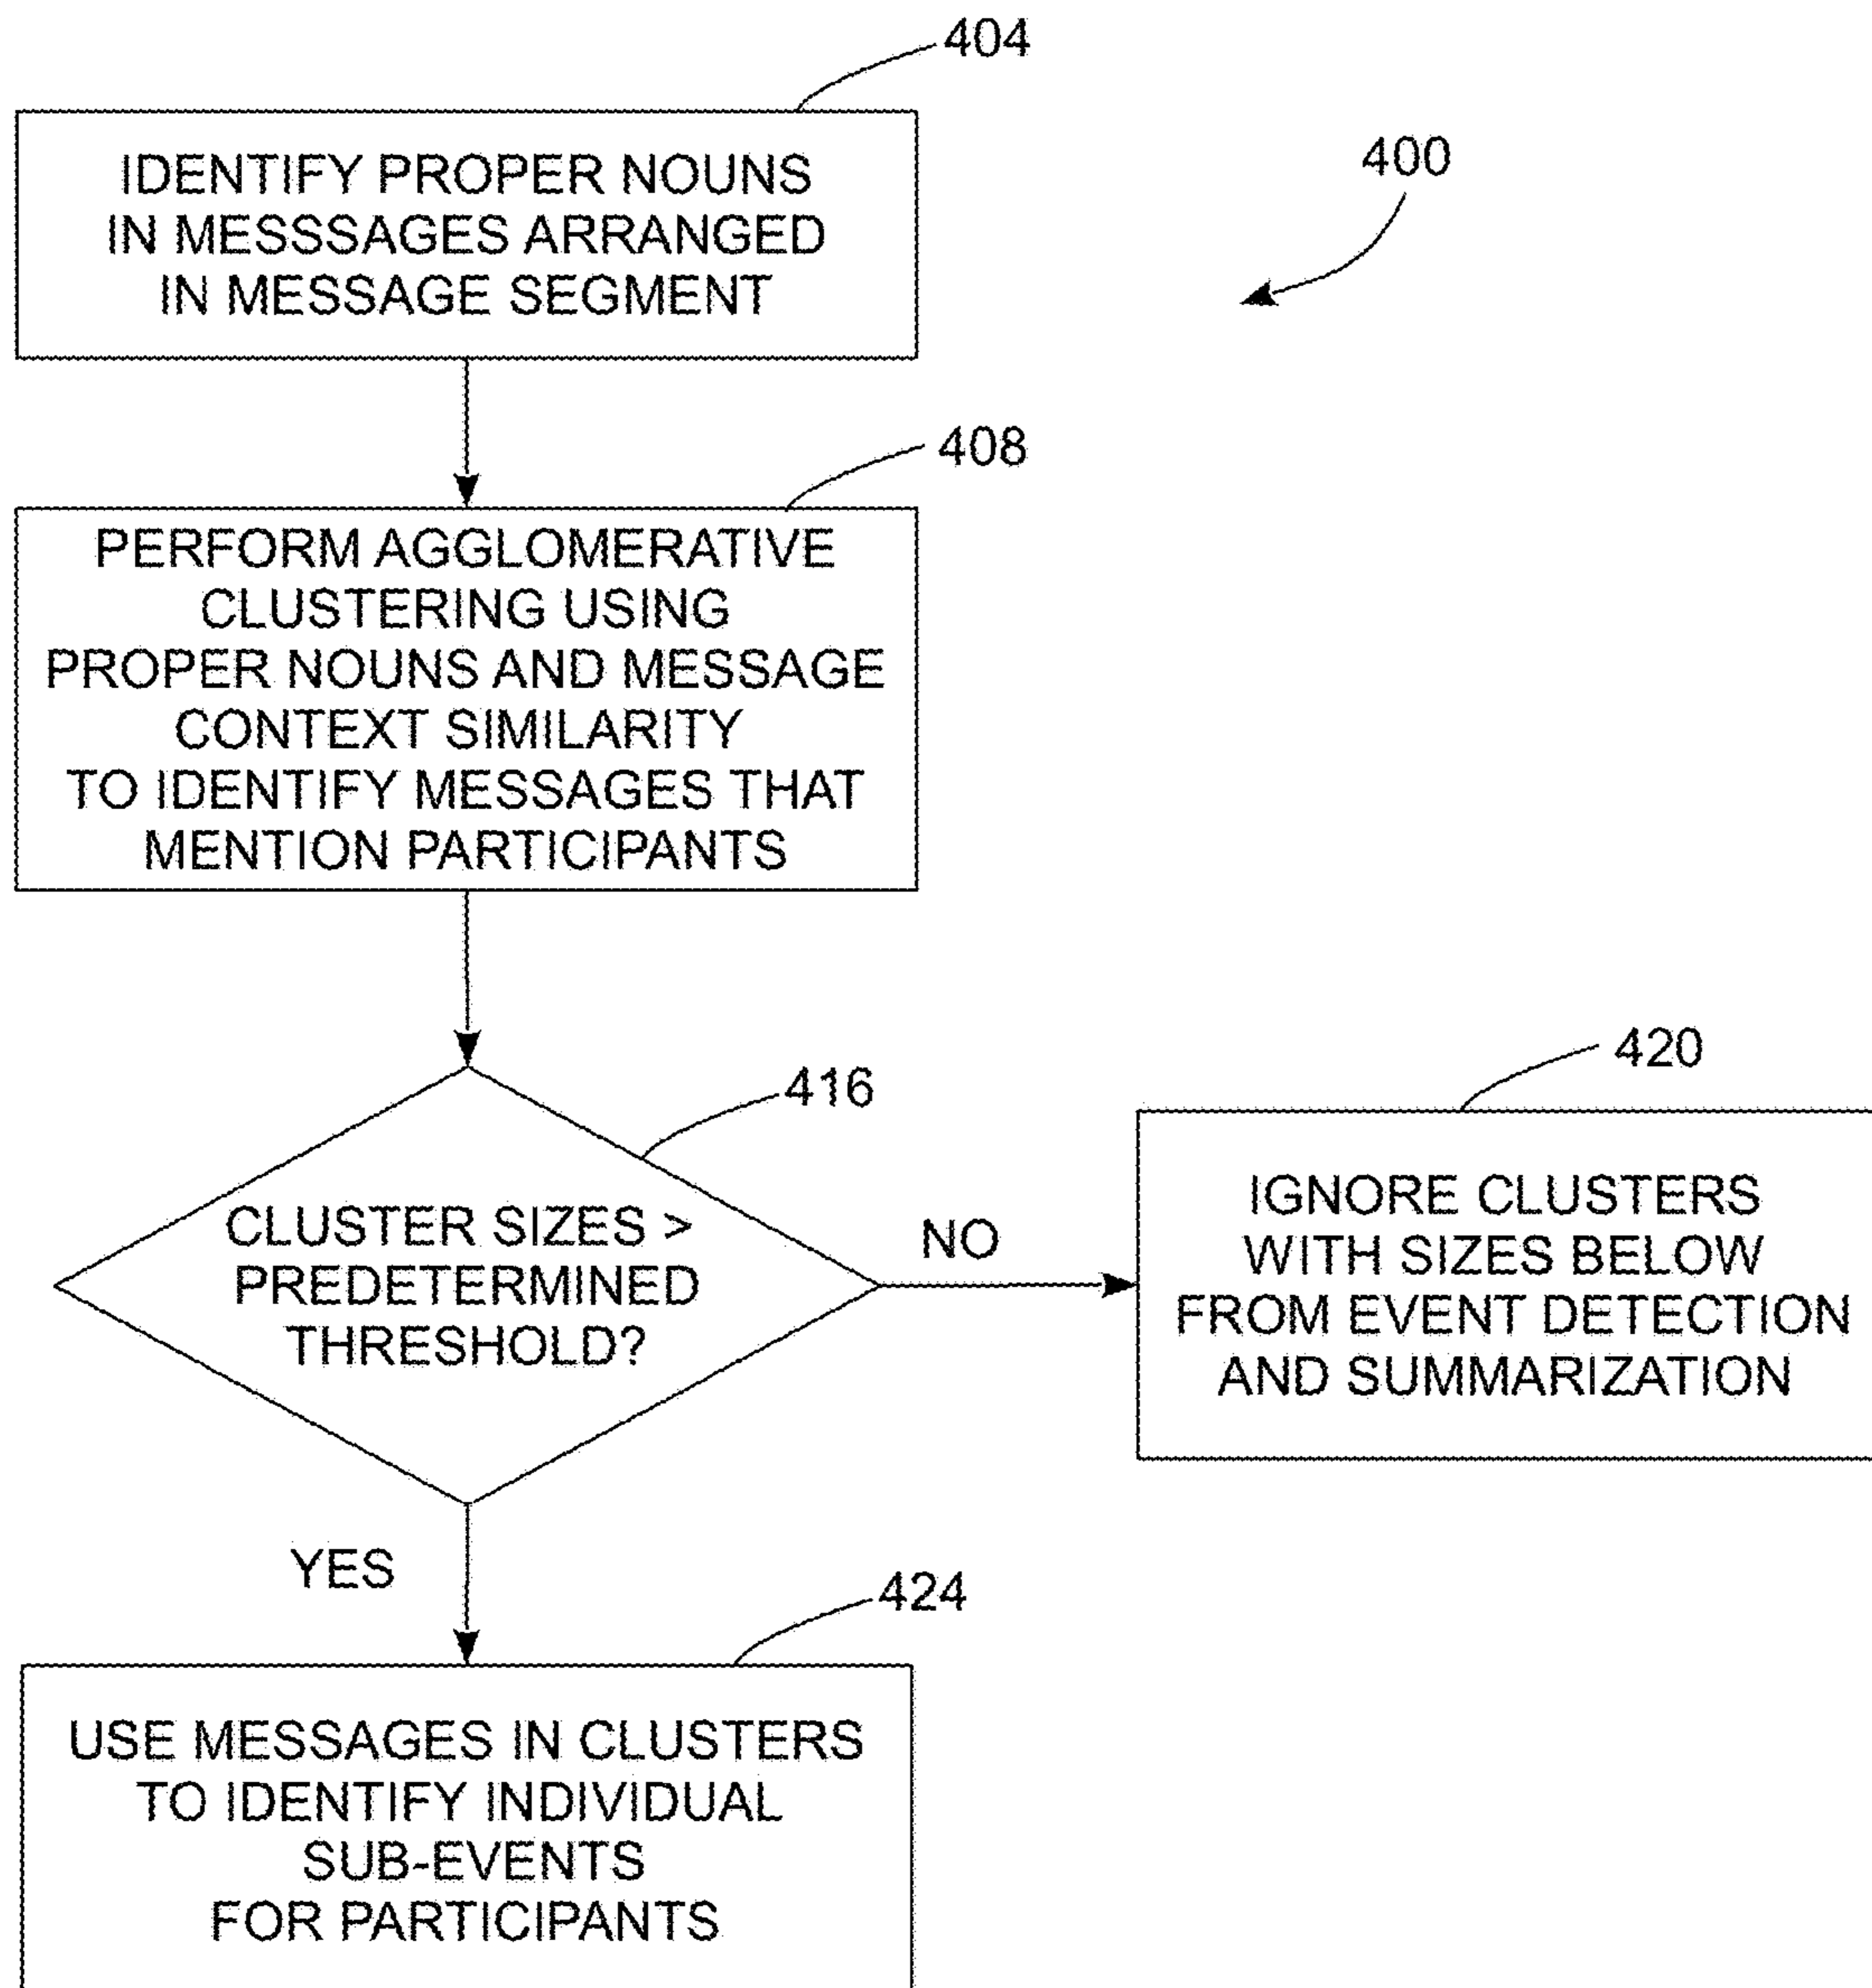 404
IDENTIFY PROPER NOUNS
IN MESSSAGES ARRANGED
IN MESSAGE SEGMENT
400
408
PERFORM AGGLOMERATIVE
CLUSTERING USING
PROPER NOUNS AND MESSAGE
CONTEXT SIMILARITY
TO IDENTIFY MESSAGES THAT
MENTION PARTICIPANTS
416
CLUSTER SIZES >
PREDETERMINED
THRESHOLD?
NO
420
IGNORE CLUSTERS
WITH SIZES BELOW
FROM EVENT DETECTION
AND SUMMARIZATION
YES
424
USE MESSAGES IN CLUSTERS
TO IDENTIFY INDIVIDUAL
SUB-EVENTS
FOR PARTICIPANTS